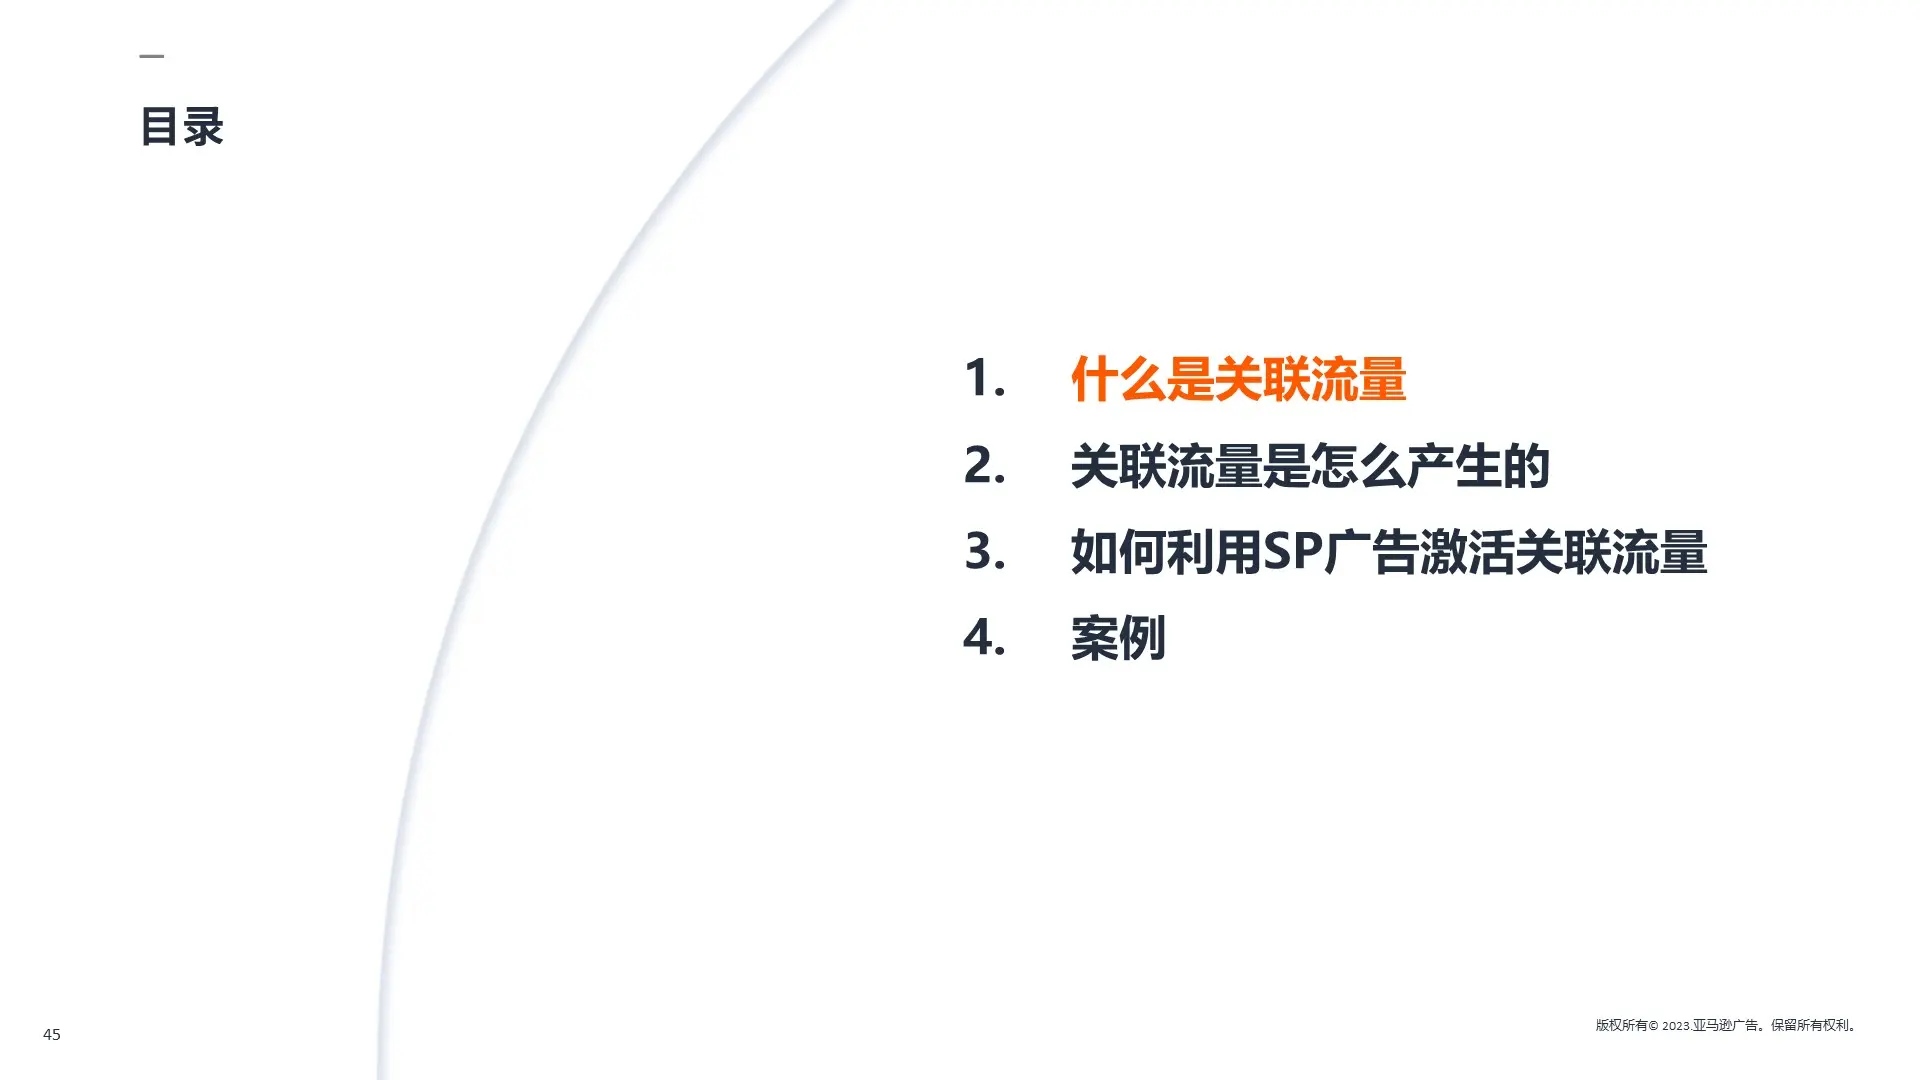 目录
1. 什么是关联流量
2. 关联流量是怎么产生的
3. 如何利用SP广告激活关联流量
4. 案例
45
版权所有© 2023.亚马逊广告。保留所有权利。